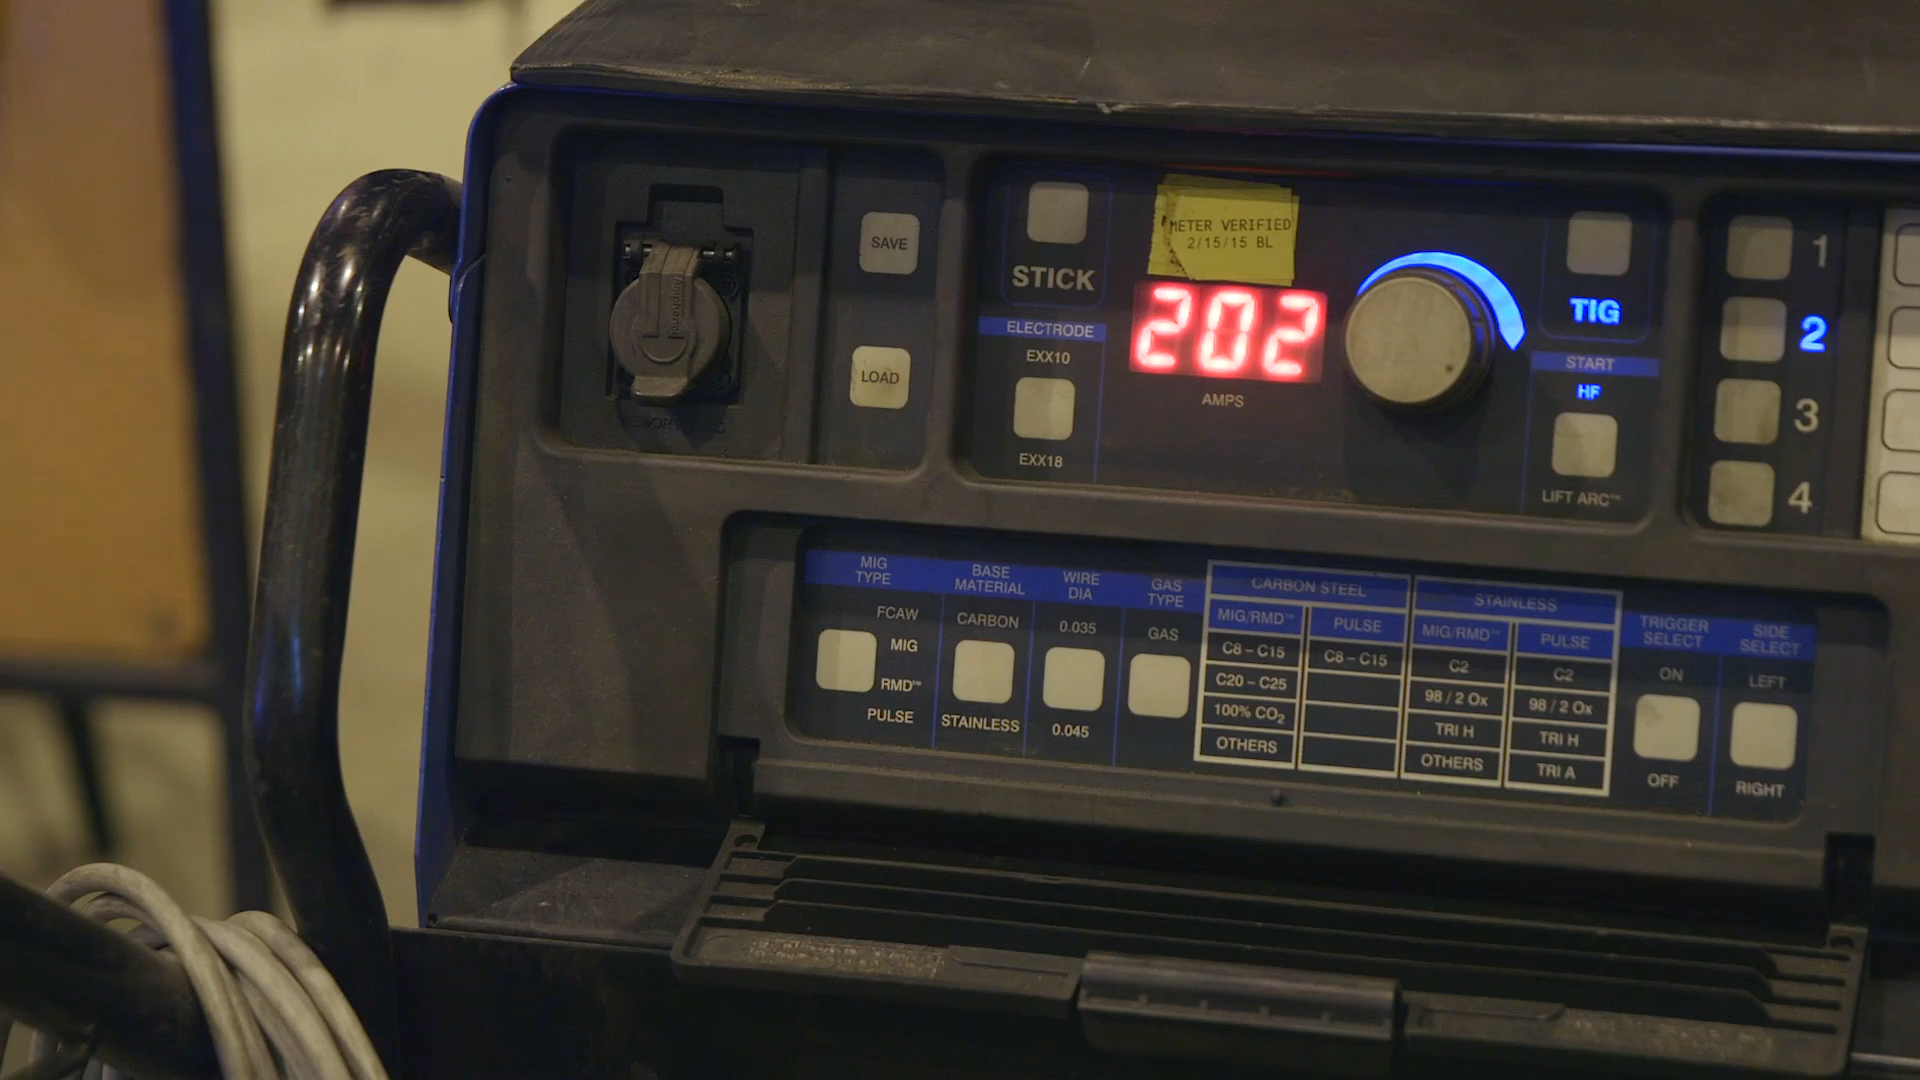 SAVE
LOAD
Amphenol
STICK
ELECTRODE
EXX10
EXX18
METER VERIFIED
2/15/15 BL
202
AMPS
TIG
START
HF
LIFT ARC™
1
2
3
4
MIG
TYPE
FCAW
MIG
RMD™
PULSE
BASE
MATERIAL
CARBON
STAINLESS
WIRE
DIA
0.035
0.045
GAS
TYPE
GAS
CARBON STEEL
MIG/RMD™
PULSE
C8 – C15
C8 – C15
C20 – C25
100% CO₂
OTHERS
STAINLESS
MIG/RMD™
PULSE
C2
C2
98 / 2 Ox
98 / 2 Ox
TRI H
TRI H
OTHERS
TRI A
TRIGGER
SELECT
ON
OFF
SIDE
SELECT
LEFT
RIGHT